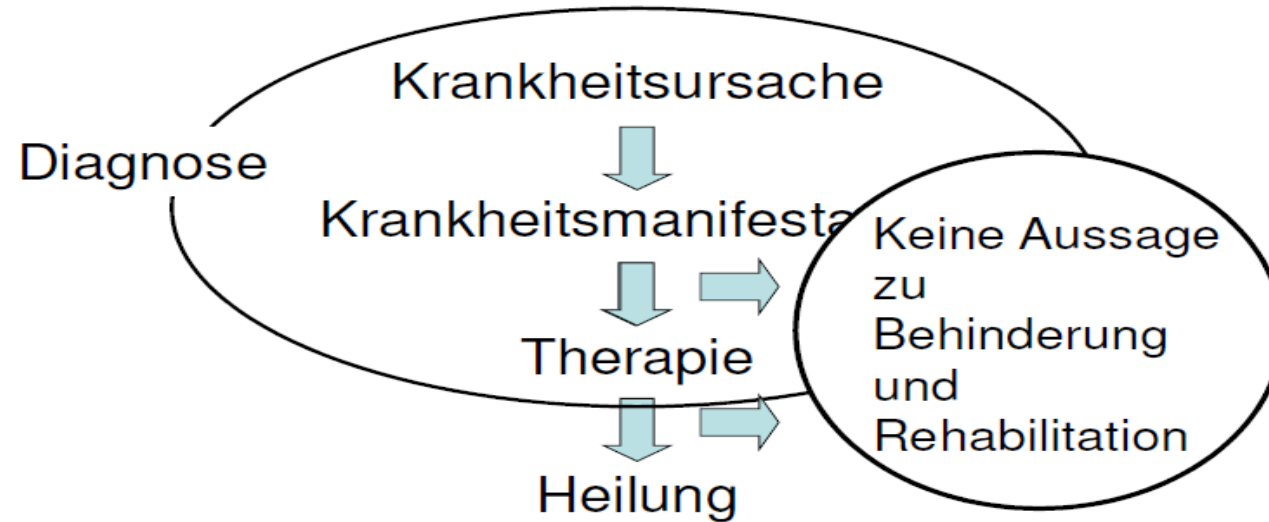 Krankheitsursache
Diagnose
Krankheitsmanifesta
Keine Aussage
zu
Behinderung
und
Rehabilitation
Therapie
Heilung